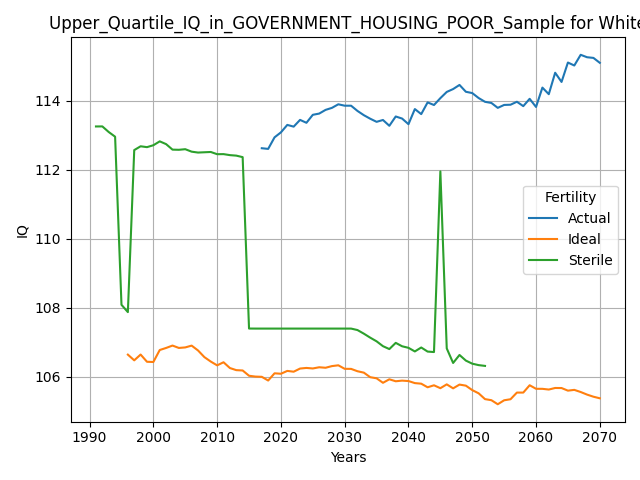 Upper_Quartile_IQ_in_GOVERNMENT_HOUSING_POOR_Sample for White
IQ
114
112
110
108
106
Fertility
Actual
Ideal
Sterile
1990 2000 2010 2020 2030 2040 2050 2060 2070
Years